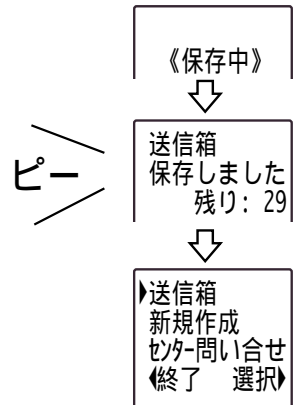 《保存中》
ピー
送信箱
保存しました
残り: 29
送信箱
新規作成
ｾﾝﾀｰ問い合せ
終了 選択